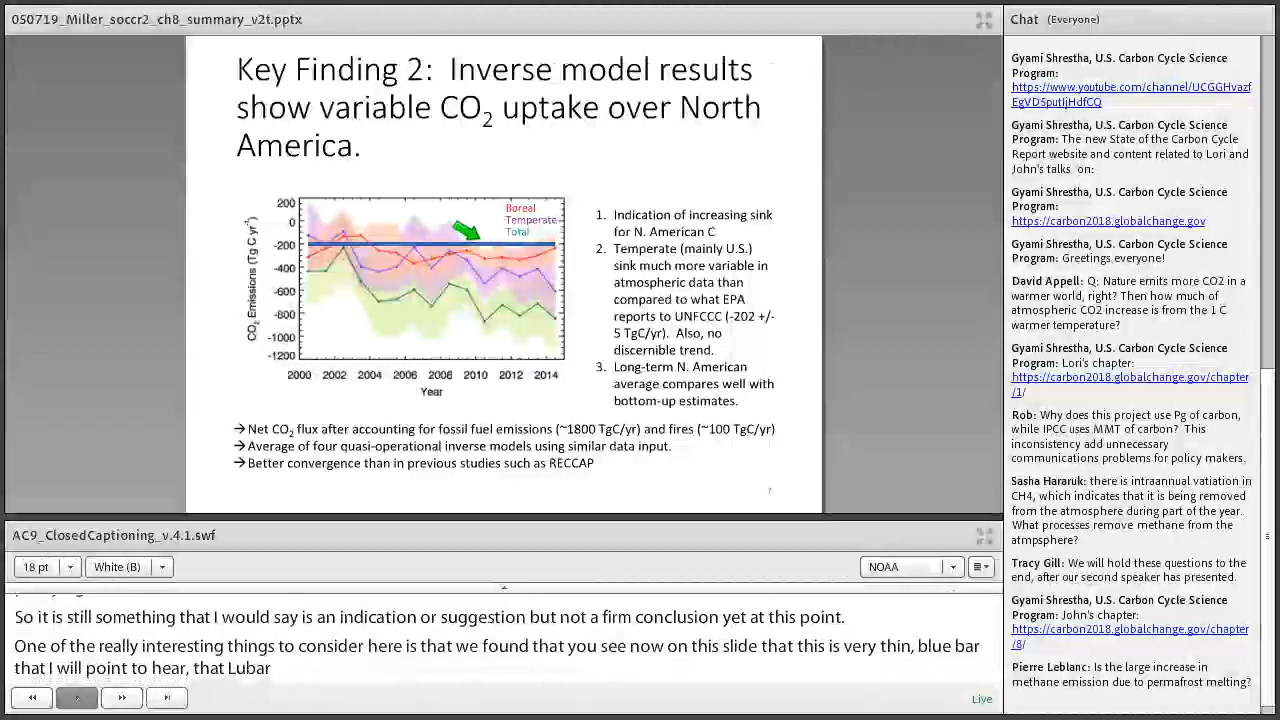 050719_Miller_soccr2_ch8_summary_v2t.pptx
Key Finding 2: Inverse model results
show variable CO2 uptake over North
America.
200
0
-200
-400
-600
-800
-1000
-1200
CO2 Emissions (Tg C yr-1)
Boreal
Temperate
Total
2000 2002 2004 2006 2008 2010 2012 2014
Year
1. Indication of increasing sink
for N. American C
2. Temperate (mainly U.S.)
sink much more variable in
atmospheric data than
compared to what EPA
reports to UNFCCC (-202 +/-
5 TgC/yr). Also, no
discernible trend.
3. Long-term N. American
average compares well with
bottom-up estimates.
→Net CO2 flux after accounting for fossil fuel emissions (~1800 TgC/yr) and fires (~100 TgC/yr)
→Average of four quasi-operational inverse models using similar data input.
→Better convergence than in previous studies such as RECCAP
7
AC9_ClosedCaptioning_v.4.1.swf
18 pt
White (B)
NOAA
So it is still something that I would say is an indication or suggestion but not a firm conclusion yet at this point.
One of the really interesting things to consider here is that we found that you see now on this slide that this is very thin, blue bar
that I will point to hear, that Lubar
Live
Chat (Everyone)
Gyami Shrestha, U.S. Carbon Cycle Science
Program:
https://www.youtube.com/channel/UCGGHvazf
EgVDSputIjHdfCQ
Gyami Shrestha, U.S. Carbon Cycle Science
Program: The new State of the Carbon Cycle
Report website and content related to Lori and
John's talks on:
Gyami Shrestha, U.S. Carbon Cycle Science
Program:
https://carbon2018.globalchange.gov
Gyami Shrestha, U.S. Carbon Cycle Science
Program: Greetings everyone!
David Appell: Q: Nature emits more CO2 in a
warmer world, right? Then how much of
atmospheric CO2 increase is from the 1 C
warmer temperature?
Gyami Shrestha, U.S. Carbon Cycle Science
Program: Lori's chapter:
https://carbon2018.globalchange.gov/chapter
/1/
Rob: Why does this project use Pg of carbon,
while IPCC uses MMT of carbon? This
inconsistency add unnecessary
communications problems for policy makers.
Sasha Hararuk: there is intraannual vatiation in
CH4, which indicates that it is being removed
from the atmosphere during part of the year.
What processes remove methane from the
atmpsphere?
Tracy Gill: We will hold these questions to the
end, after our second speaker has presented.
Gyami Shrestha, U.S. Carbon Cycle Science
Program: John's chapter:
https://carbon2018.globalchange.gov/chapter
/8/
Pierre Leblanc: Is the large increase in
methane emission due to permafrost melting?